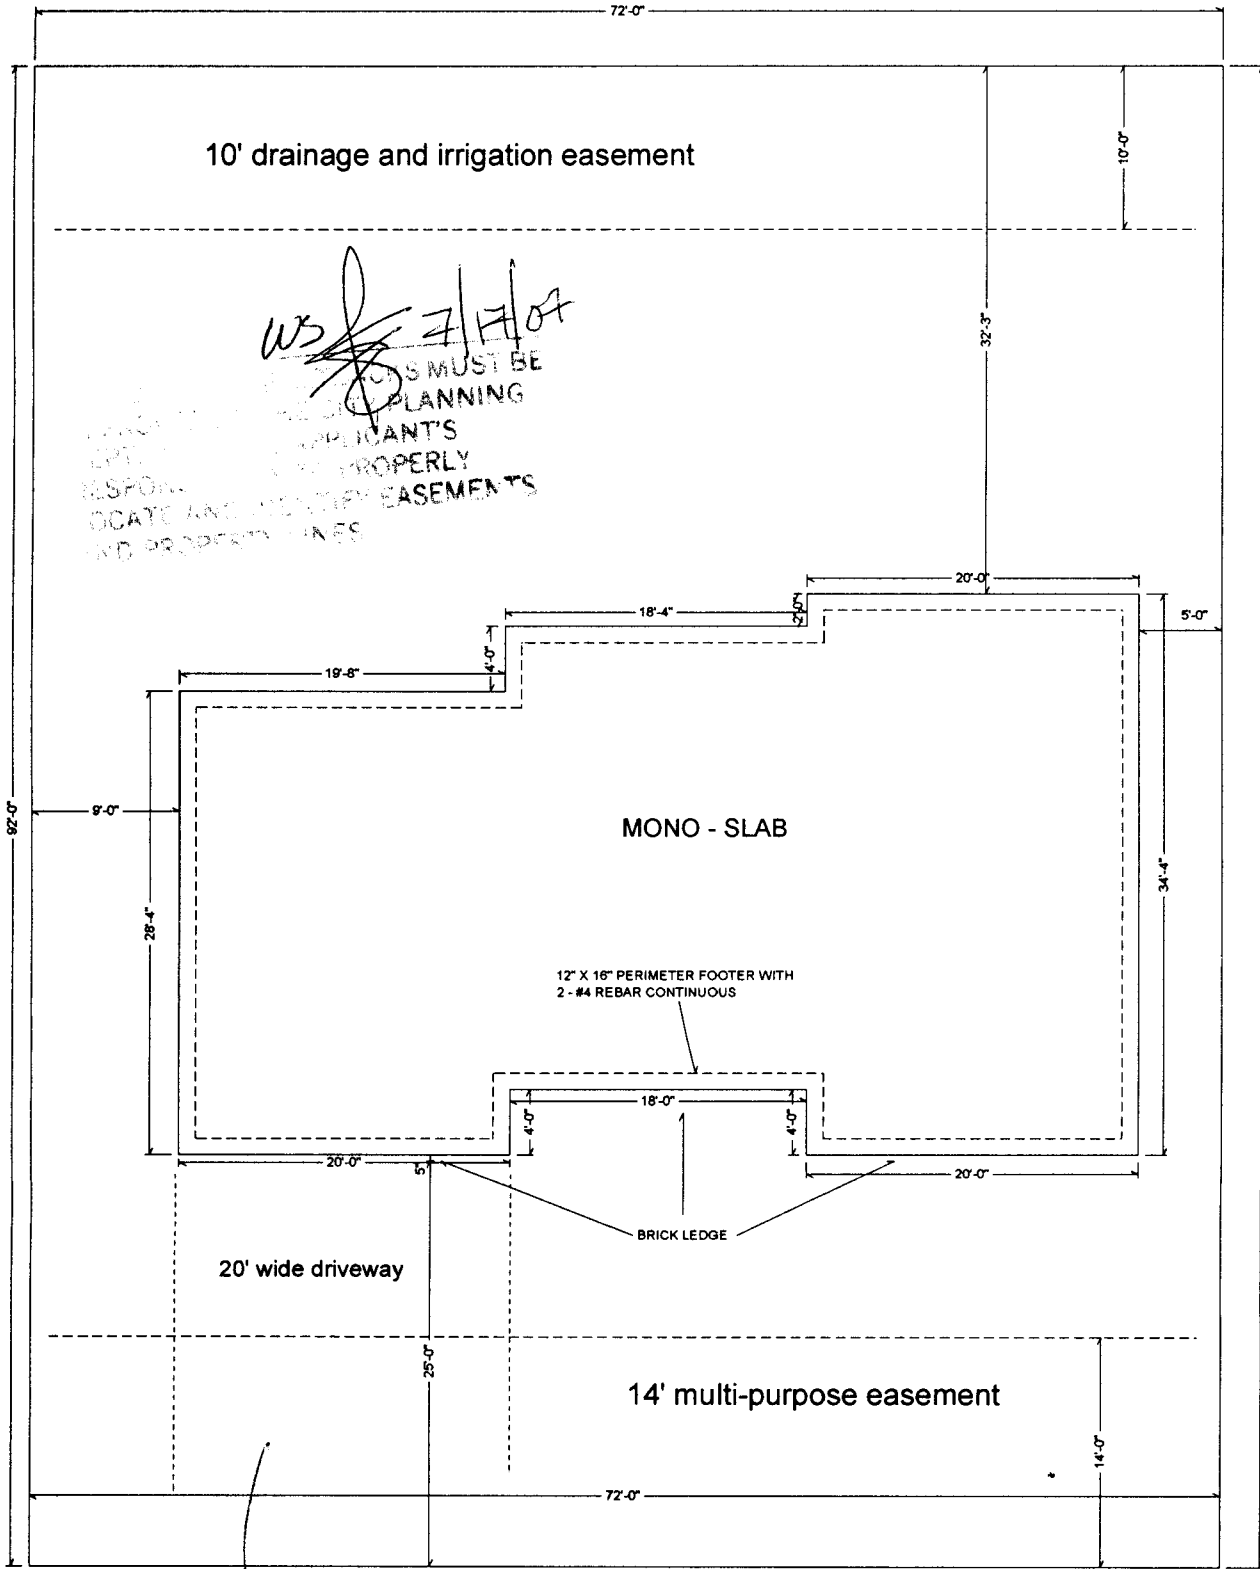 72'-0"
10' drainage and irrigation easement
10'-0"
32'-3"
7/17/07
MUST BE
PLANNING
APPLICANT'S
PROPERLY
EASEMENTS
20'-0"
18'-4"
2'-0"
5'-0"
4'-0"
19'-8"
92'-0"
9'-0"
MONO - SLAB
34'-4"
28'-4"
12" X 16" PERIMETER FOOTER WITH
2 - #4 REBAR CONTINUOUS
18'-0"
4'-0"
4'-0"
20'-0"
5"
20'-0"
BRICK LEDGE
20' wide driveway
25'-0"
14' multi-purpose easement
14'-0"
72'-0"